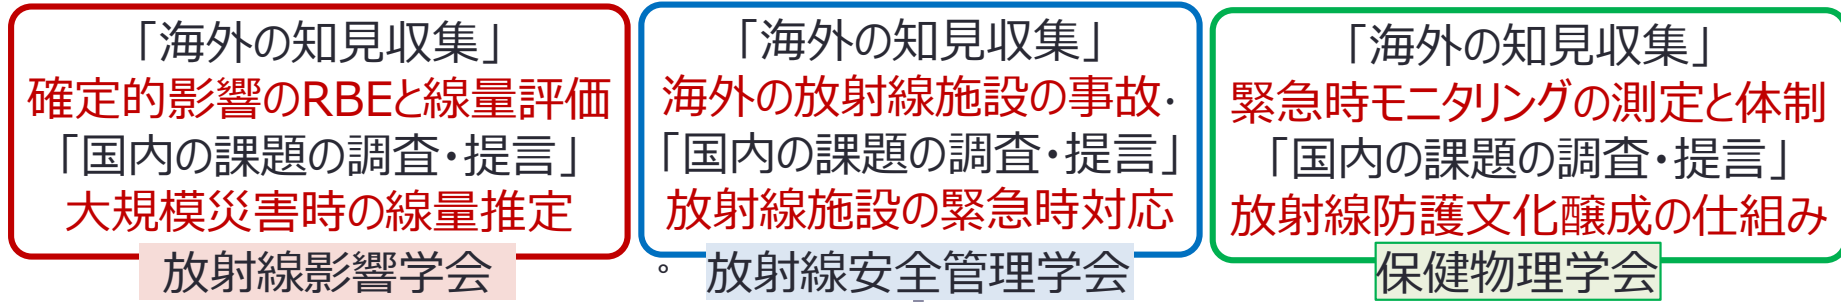 「海外の知見収集」
確定的影響のRBEと線量評価
「国内の課題の調査・提言」
大規模災害時の線量推定
放射線影響学会
「海外の知見収集」
海外の放射線施設の事故・
「国内の課題の調査・提言」
放射線施設の緊急時対応
。
放射線安全管理学会
「海外の知見収集」
緊急時モニタリングの測定と体制
「国内の課題の調査・提言」
放射線防護文化醸成の仕組み
保健物理学会